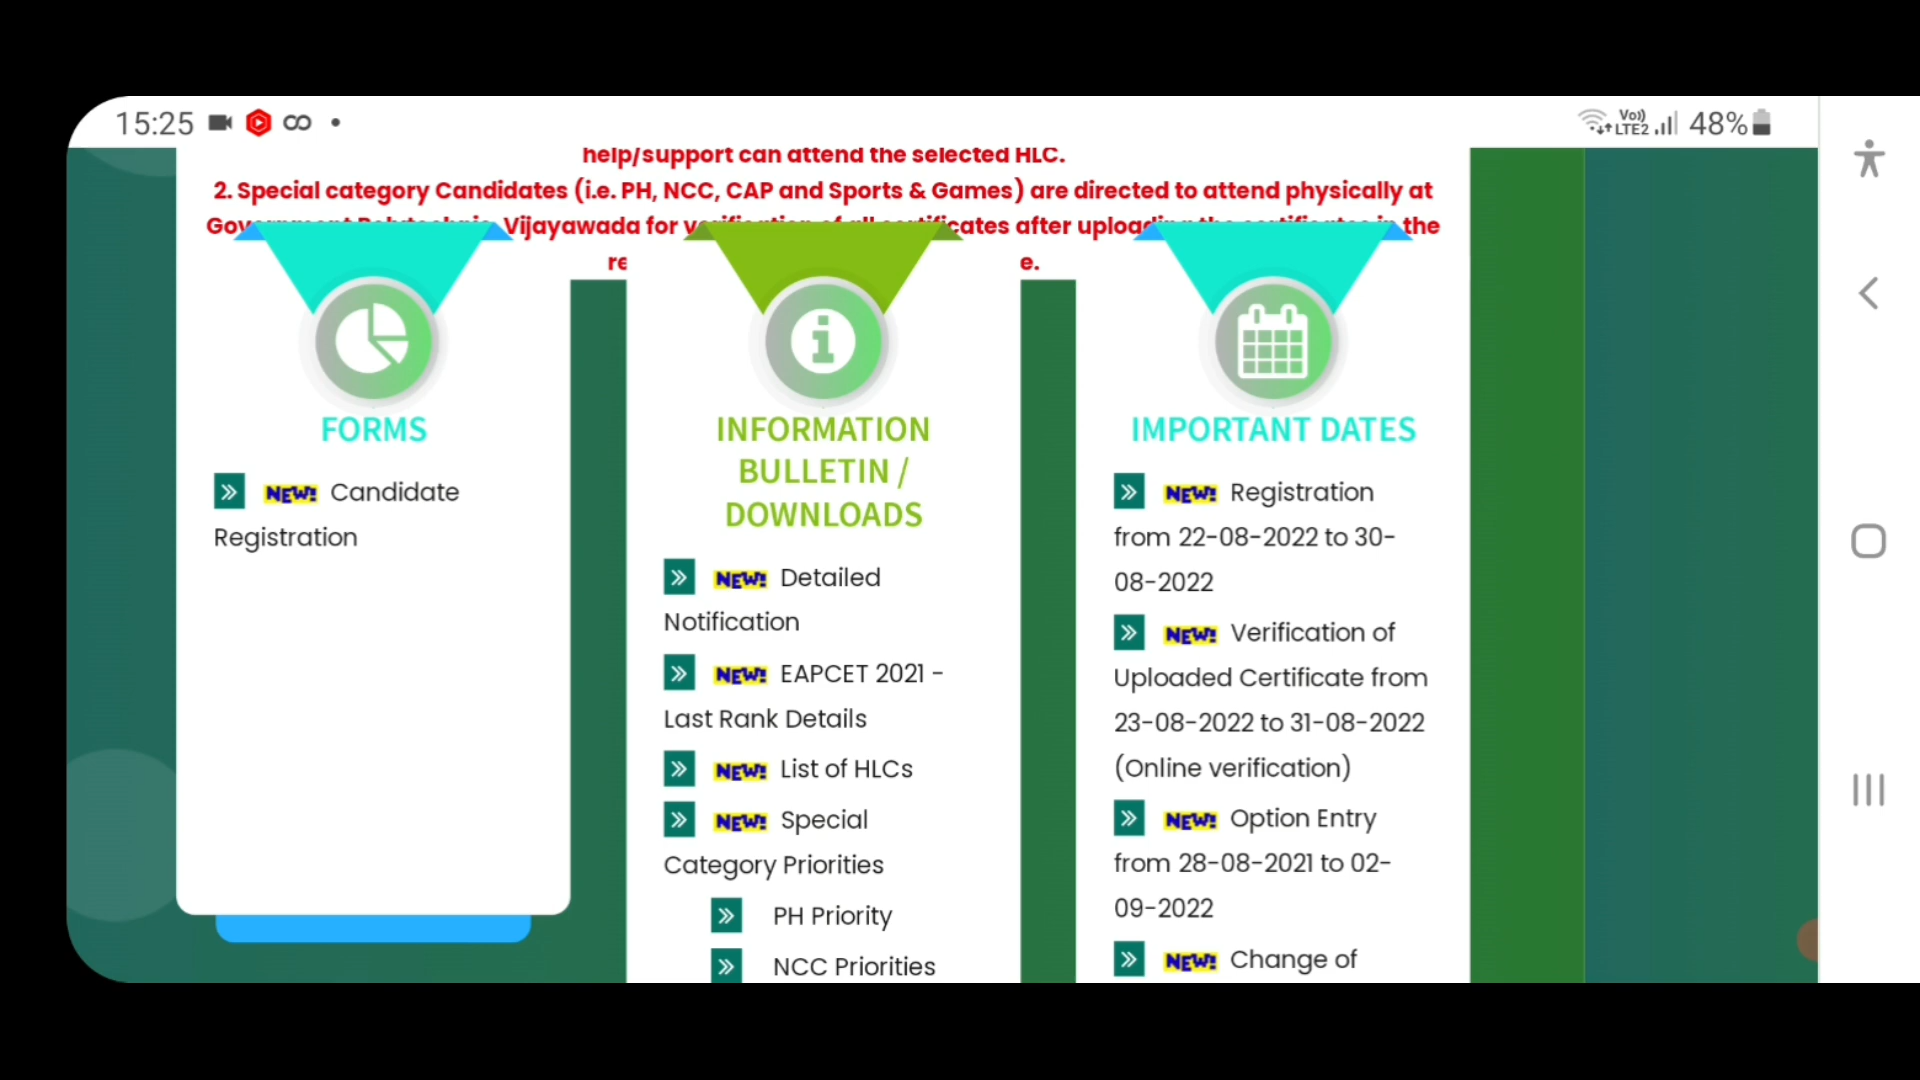 15:25
Vo))
LTE2
48%
help/support can attend the selected HLC.
2. Special category Candidates (i.e. PH, NCC, CAP and Sports & Games) are directed to attend physically at
Vijayawada for after the
e.
FORMS
NEW! Candidate
Registration
INFORMATION
BULLETIN /
DOWNLOADS
NEW! Detailed
Notification
NEW! EAPCET 2021 -
Last Rank Details
NEW! List of HLCs
NEW! Special
Category Priorities
PH Priority
NCC Priorities
IMPORTANT DATES
NEW! Registration
from 22-08-2022 to 30-
08-2022
NEW! Verification of
Uploaded Certificate from
23-08-2022 to 31-08-2022
(Online verification)
NEW! Option Entry
from 28-08-2021 to 02-
09-2022
NEW! Change of